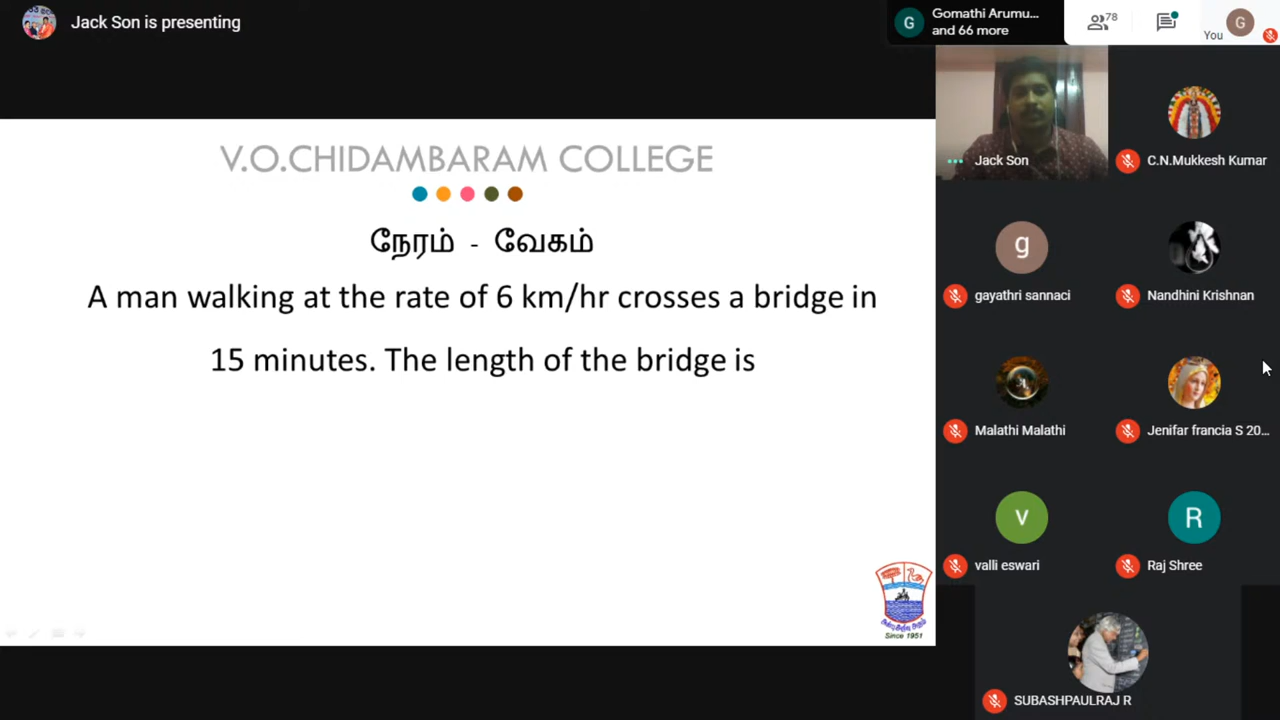 Jack Son is presenting
G
Gomathi Arumu...
and 66 more
78
You
G
V.O.CHIDAMBARAM COLLEGE
நேரம் - வேகம்
A man walking at the rate of 6 km/hr crosses a bridge in
15 minutes. The length of the bridge is
Since 1951
Jack Son
C.N.Mukkesh Kumar
g
gayathri sannaci
Nandhini Krishnan
Malathi Malathi
Jenifar francia S 20...
v
valli eswari
R
Raj Shree
SUBASHPAULRAJ R